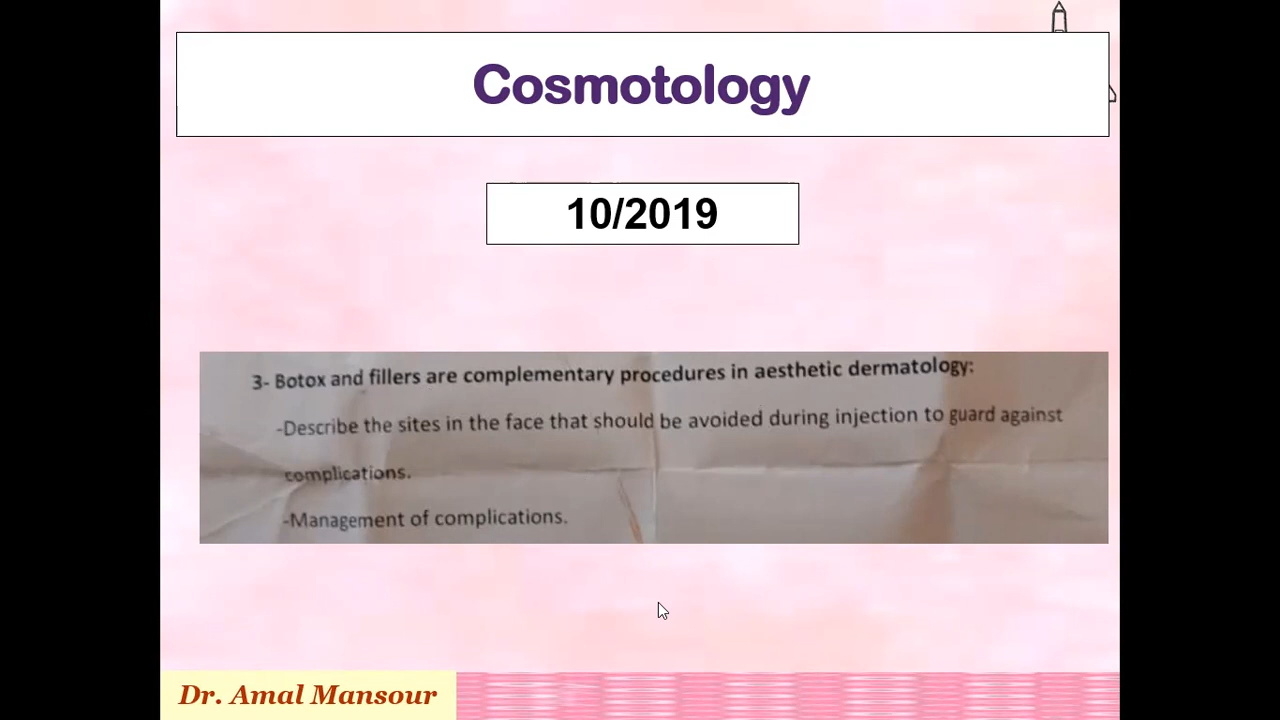 Cosmotology
10/2019
3- Botox and fillers are complementary procedures in aesthetic dermatology:
-Describe the sites in the face that should be avoided during injection to guard against
complications.
-Management of complications.
Dr. Amal Mansour